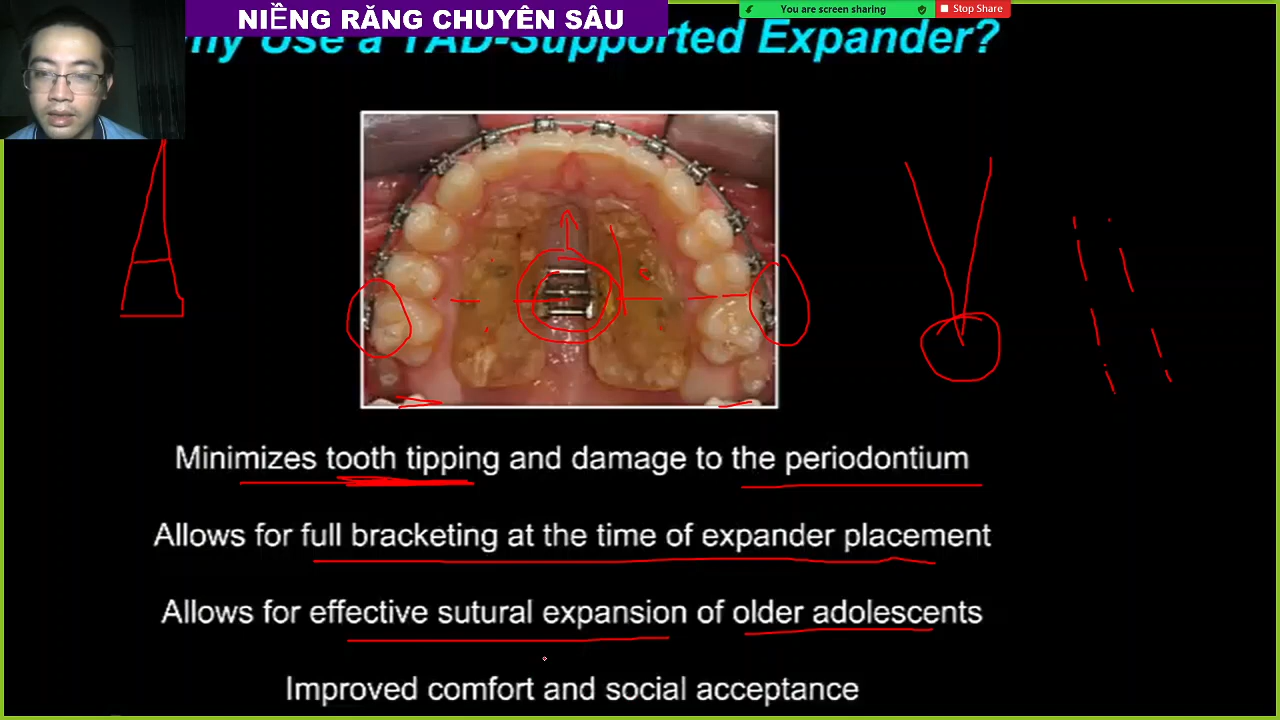 NIỀNG RĂNG CHUYÊN SÂU
You are screen sharing
Stop Share
Use a TAD-Supported Expander?
Minimizes tooth tipping and damage to the periodontium
Allows for full bracketing at the time of expander placement
Allows for effective sutural expansion of older adolescents
Improved comfort and social acceptance